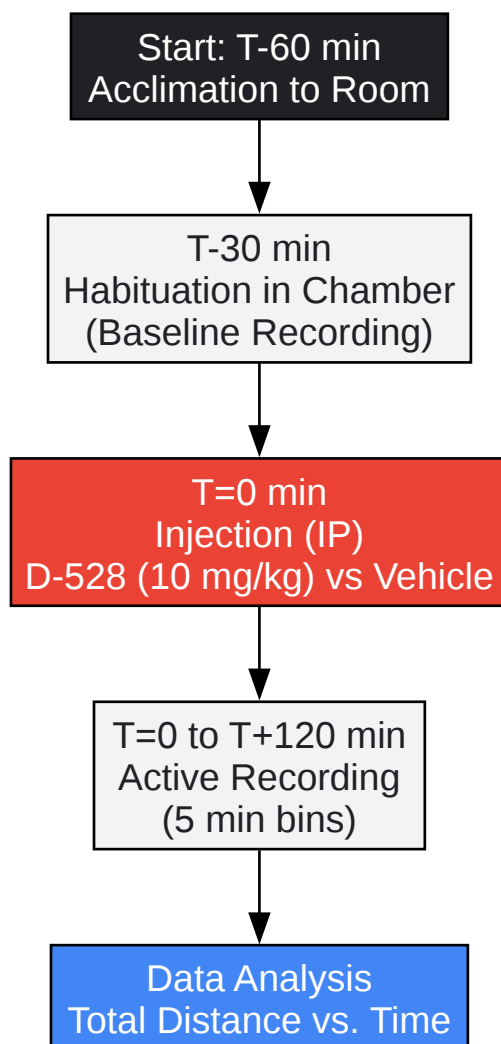 Start: T-60 min
Acclimation to Room
T-30 min
Habituation in Chamber
(Baseline Recording)
T=0 min
Injection (IP)
D-528 (10 mg/kg) vs Vehicle
T=0 to T+120 min
Active Recording
(5 min bins)
Data Analysis
Total Distance vs. Time